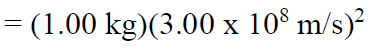 = (1.00 kg)(3.00 x 10⁸ m/s)²